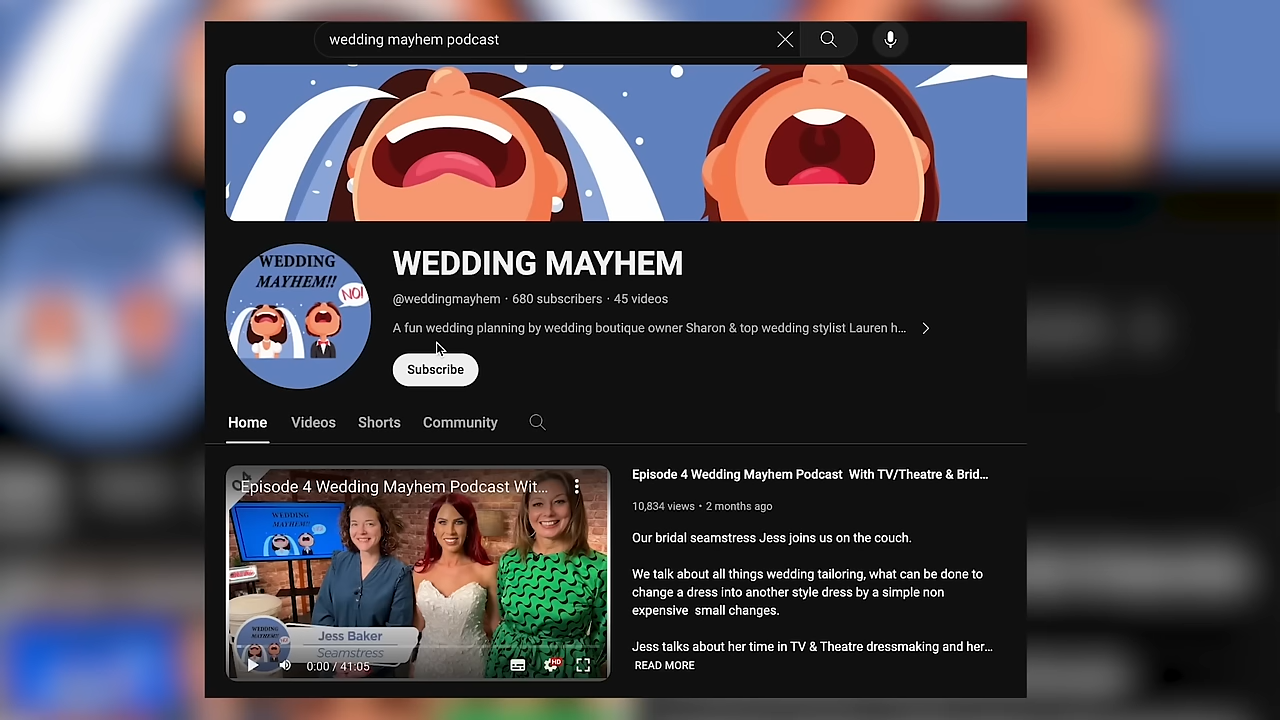 wedding mayhem podcast
WEDDING
MAYHEM!!
NO!
WEDDING MAYHEM
@weddingmayhem · 680 subscribers · 45 videos
A fun wedding planning by wedding boutique owner Sharon & top wedding stylist Lauren h...
Subscribe
Home Videos Shorts Community
Episode 4 Wedding Mayhem Podcast Wit...
WEDDING
MAYHEM!!
Jess Baker
Seamstress
WEDDING
MAYHEM!!
0:00 / 41:05
HD
Episode 4 Wedding Mayhem Podcast With TV/Theatre & Brid...
10,834 views · 2 months ago
Our bridal seamstress Jess joins us on the couch.
We talk about all things wedding tailoring, what can be done to
change a dress into another style dress by a simple non
expensive small changes.
Jess talks about her time in TV & Theatre dressmaking and her...
READ MORE